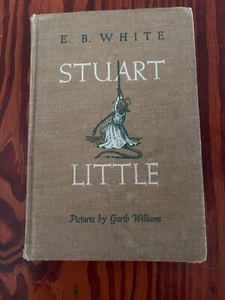 E. B. WHITE
STUART
LITTLE
Pictures by Garth Williams